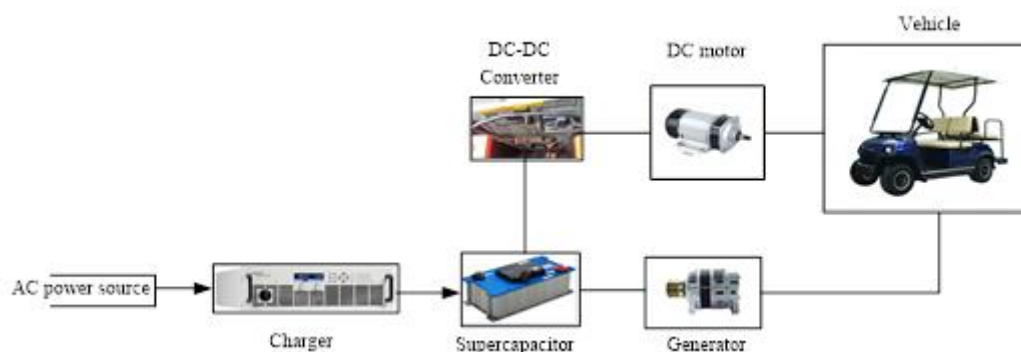 Vehicle
DC-DC
Converter
DC motor
AC power source
Charger
Supercapacitor
Generator